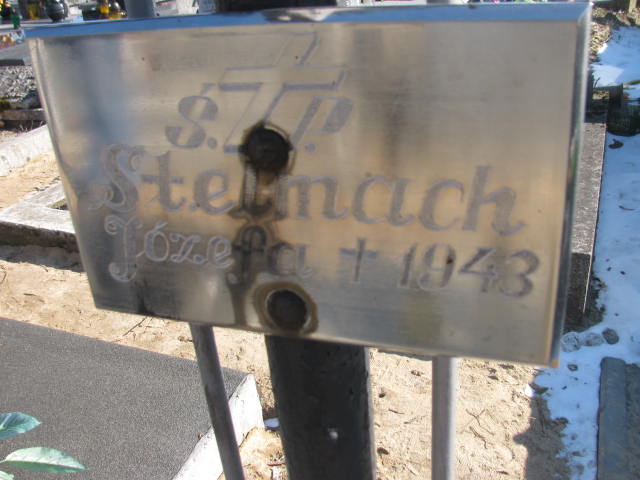 Ś. P.
Stelmach
Józefa † 1943